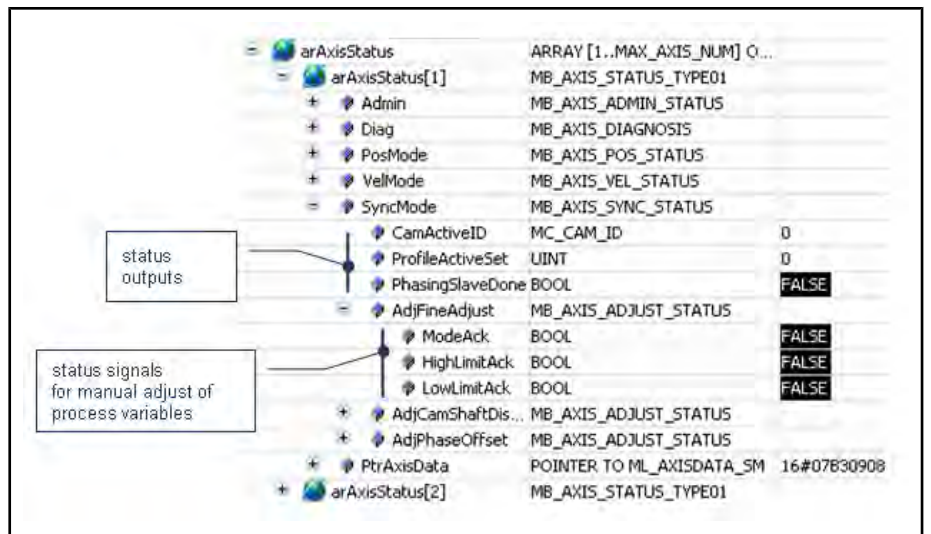 arAxisStatus ARRAY [1..MAX_AXIS_NUM] O...
arAxisStatus[1] MB_AXIS_STATUS_TYPE01
Admin MB_AXIS_ADMIN_STATUS
Diag MB_AXIS_DIAGNOSIS
PosMode MB_AXIS_POS_STATUS
VelMode MB_AXIS_VEL_STATUS
SyncMode MB_AXIS_SYNC_STATUS
CamActiveID MC_CAM_ID 0
ProfileActiveSet UINT 0
PhasingSlaveDone BOOL FALSE
AdjFineAdjust MB_AXIS_ADJUST_STATUS
ModeAck BOOL FALSE
HighLimitAck BOOL FALSE
LowLimitAck BOOL FALSE
AdjCamShaftDis... MB_AXIS_ADJUST_STATUS
AdjPhaseOffset MB_AXIS_ADJUST_STATUS
PtrAxisData POINTER TO ML_AXISDATA_SM 16#07B30908
arAxisStatus[2] MB_AXIS_STATUS_TYPE01
status
outputs
status signals
for manual adjust of
process variables